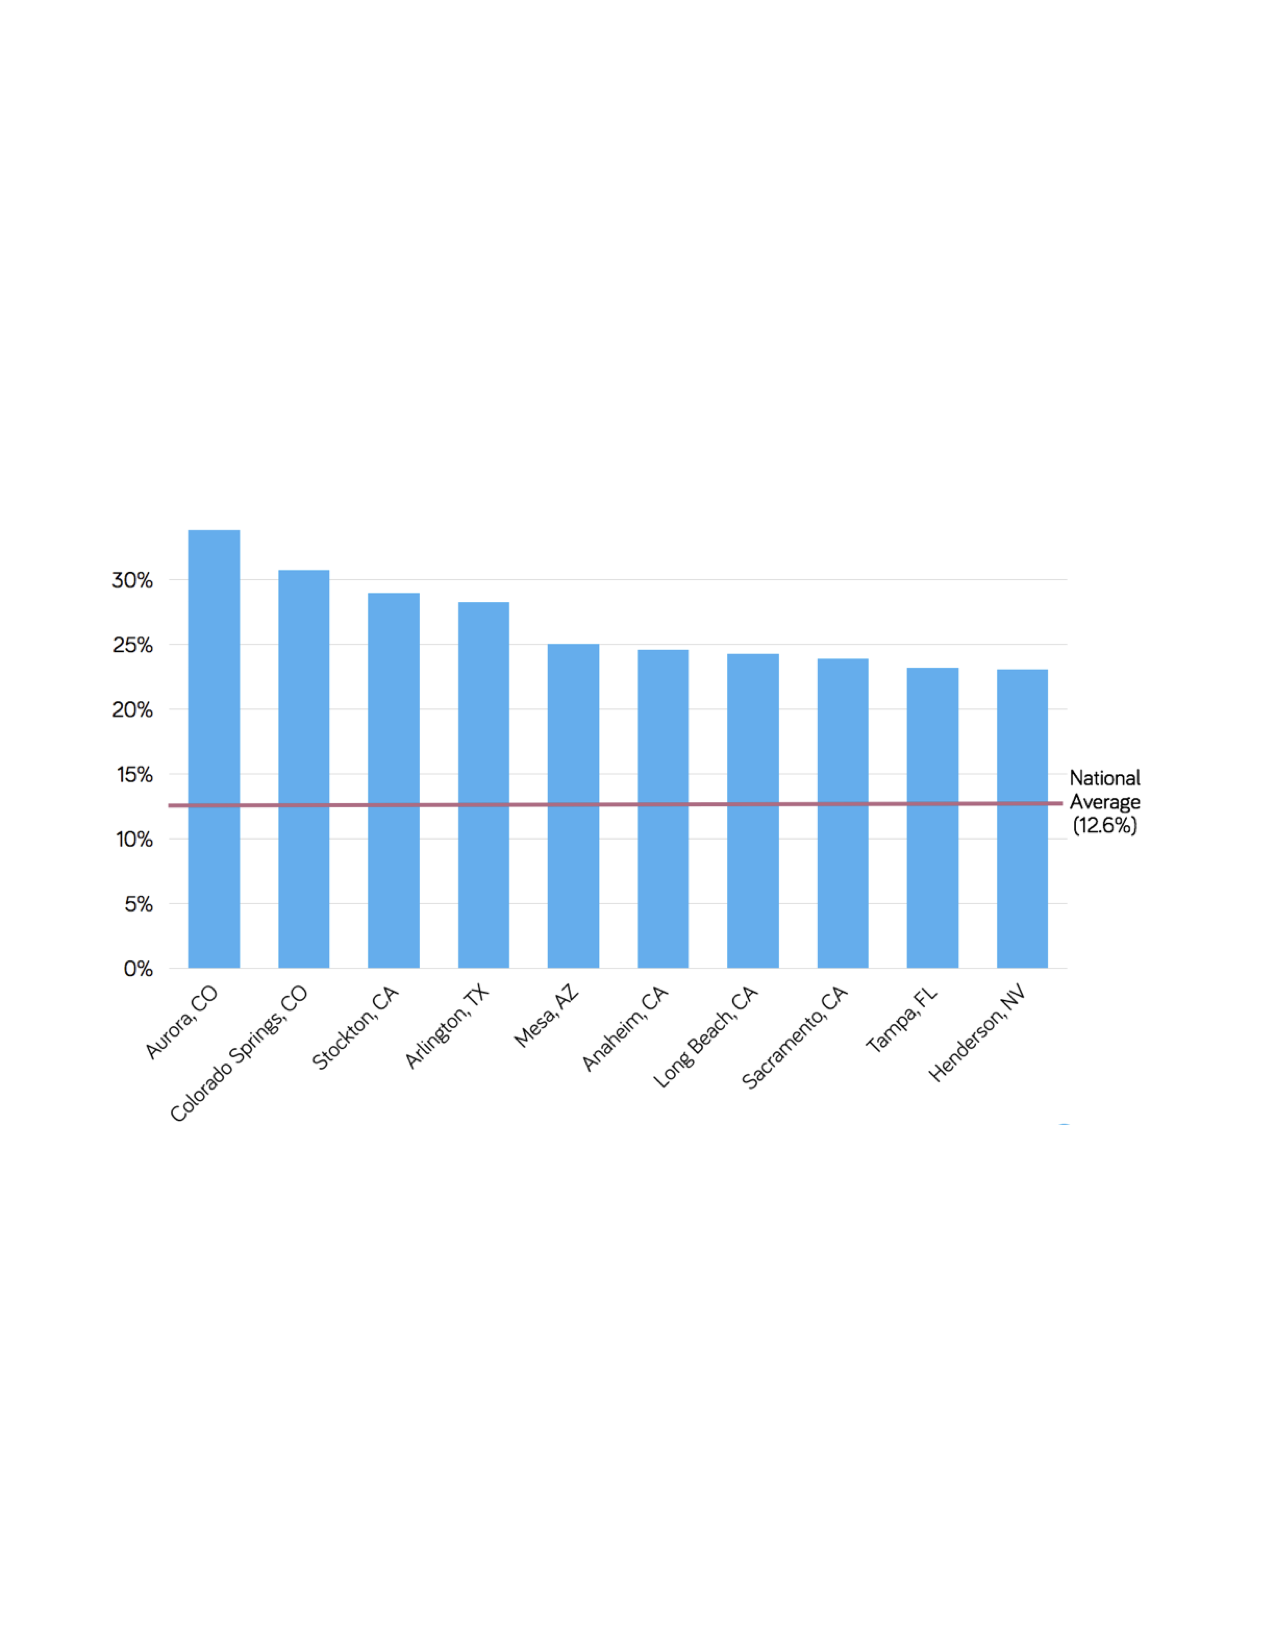 30%
25%
20%
15%
10%
5%
0%
National
Average
(12.6%)
Aurora, CO
Colorado Springs, CO
Stockton, CA
Arlington, TX
Mesa, AZ
Anaheim, CA
Long Beach, CA
Sacramento, CA
Tampa, FL
Henderson, NV